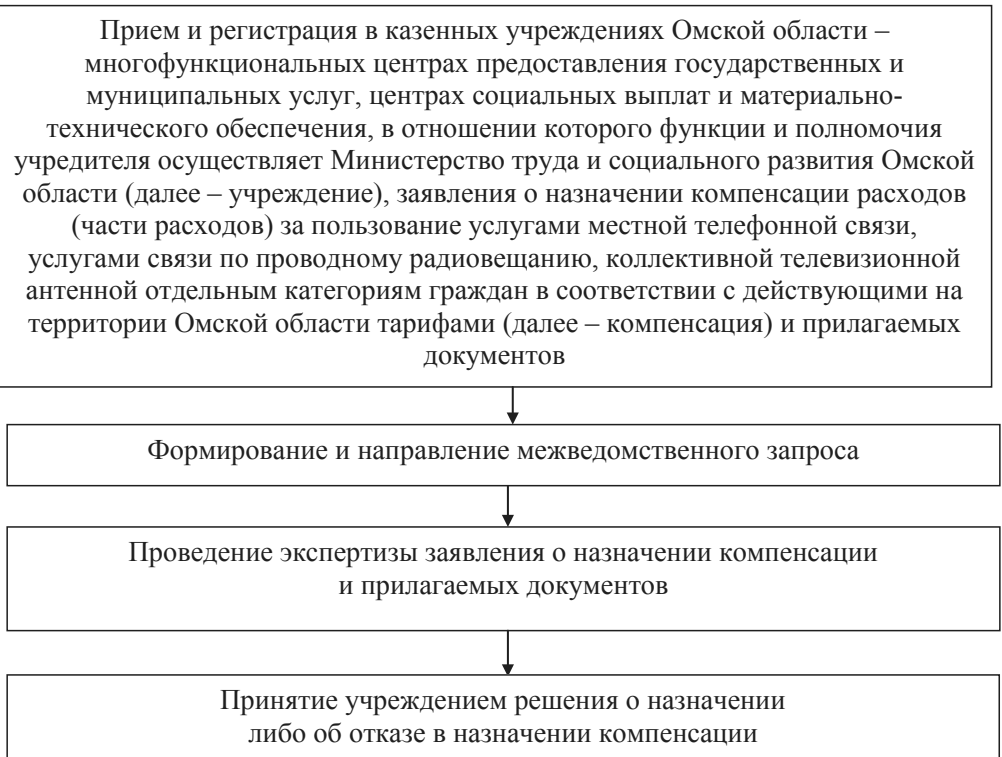 Прием и регистрация в казенных учреждениях Омской области –
многофункциональных центрах предоставления государственных и
муниципальных услуг, центрах социальных выплат и материально-
технического обеспечения, в отношении которого функции и полномочия
учредителя осуществляет Министерство труда и социального развития Омской
области (далее – учреждение), заявления о назначении компенсации расходов
(части расходов) за пользование услугами местной телефонной связи,
услугами связи по проводному радиовещанию, коллективной телевизионной
антенной отдельным категориям граждан в соответствии с действующими на
территории Омской области тарифами (далее – компенсация) и прилагаемых
документов
Формирование и направление межведомственного запроса
Проведение экспертизы заявления о назначении компенсации
и прилагаемых документов
Принятие учреждением решения о назначении
либо об отказе в назначении компенсации